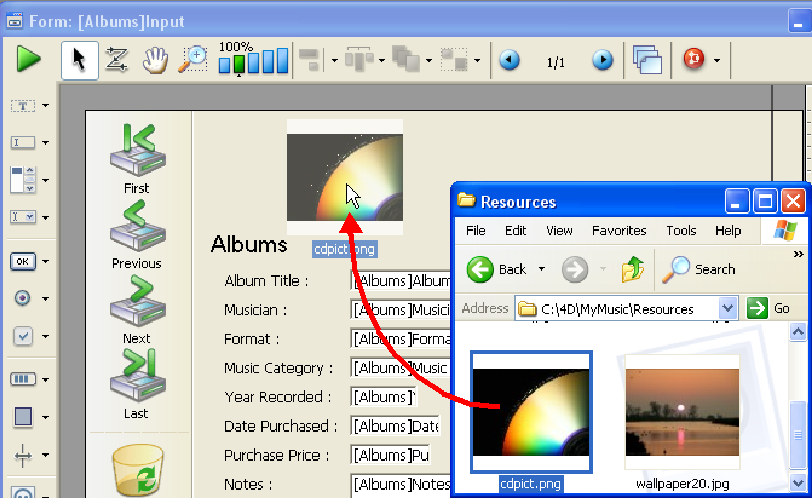 Form: [Albums]Input
100%
1/1
First
Previous
Next
Last
cdpict.png
Albums
Album Title : [Albums]Album
Musician : [Albums]Musici
Format : [Albums]Forma
Music Category : [Albums]Music
Year Recorded : [Albums]
Date Purchased : [Albums]Date
Purchase Price : [Albums]Pu
Notes : [Albums]Notes
OK
Resources
File Edit View Favorites Tools Help
Back Search
Address C:\4D\MyMusic\Resources Go
cdpict.png wallpaper20.jpg